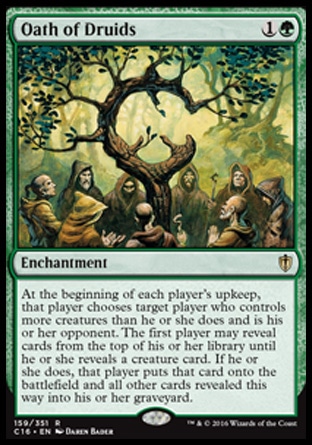 Oath of Druids 1
Enchantment
At the beginning of each player's upkeep,
that player chooses target player who controls
more creatures than he or she does and is his
or her opponent. The first player may reveal
cards from the top of his or her library until
he or she reveals a creature card. If he or
she does, that player puts that card onto the
battlefield and all other cards revealed this
way into his or her graveyard.
159/351 R
C16 • EN Daren Bader
™ & © 2016 Wizards of the Coast